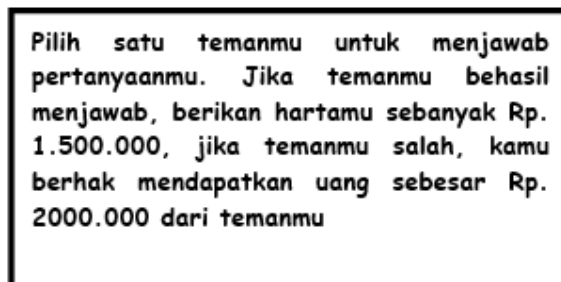 Pilih satu temanmu untuk menjawab
pertanyaanmu. Jika temanmu behasil
menjawab, berikan hartamu sebanyak Rp.
1.500.000, jika temanmu salah, kamu
berhak mendapatkan uang sebesar Rp.
2000.000 dari temanmu